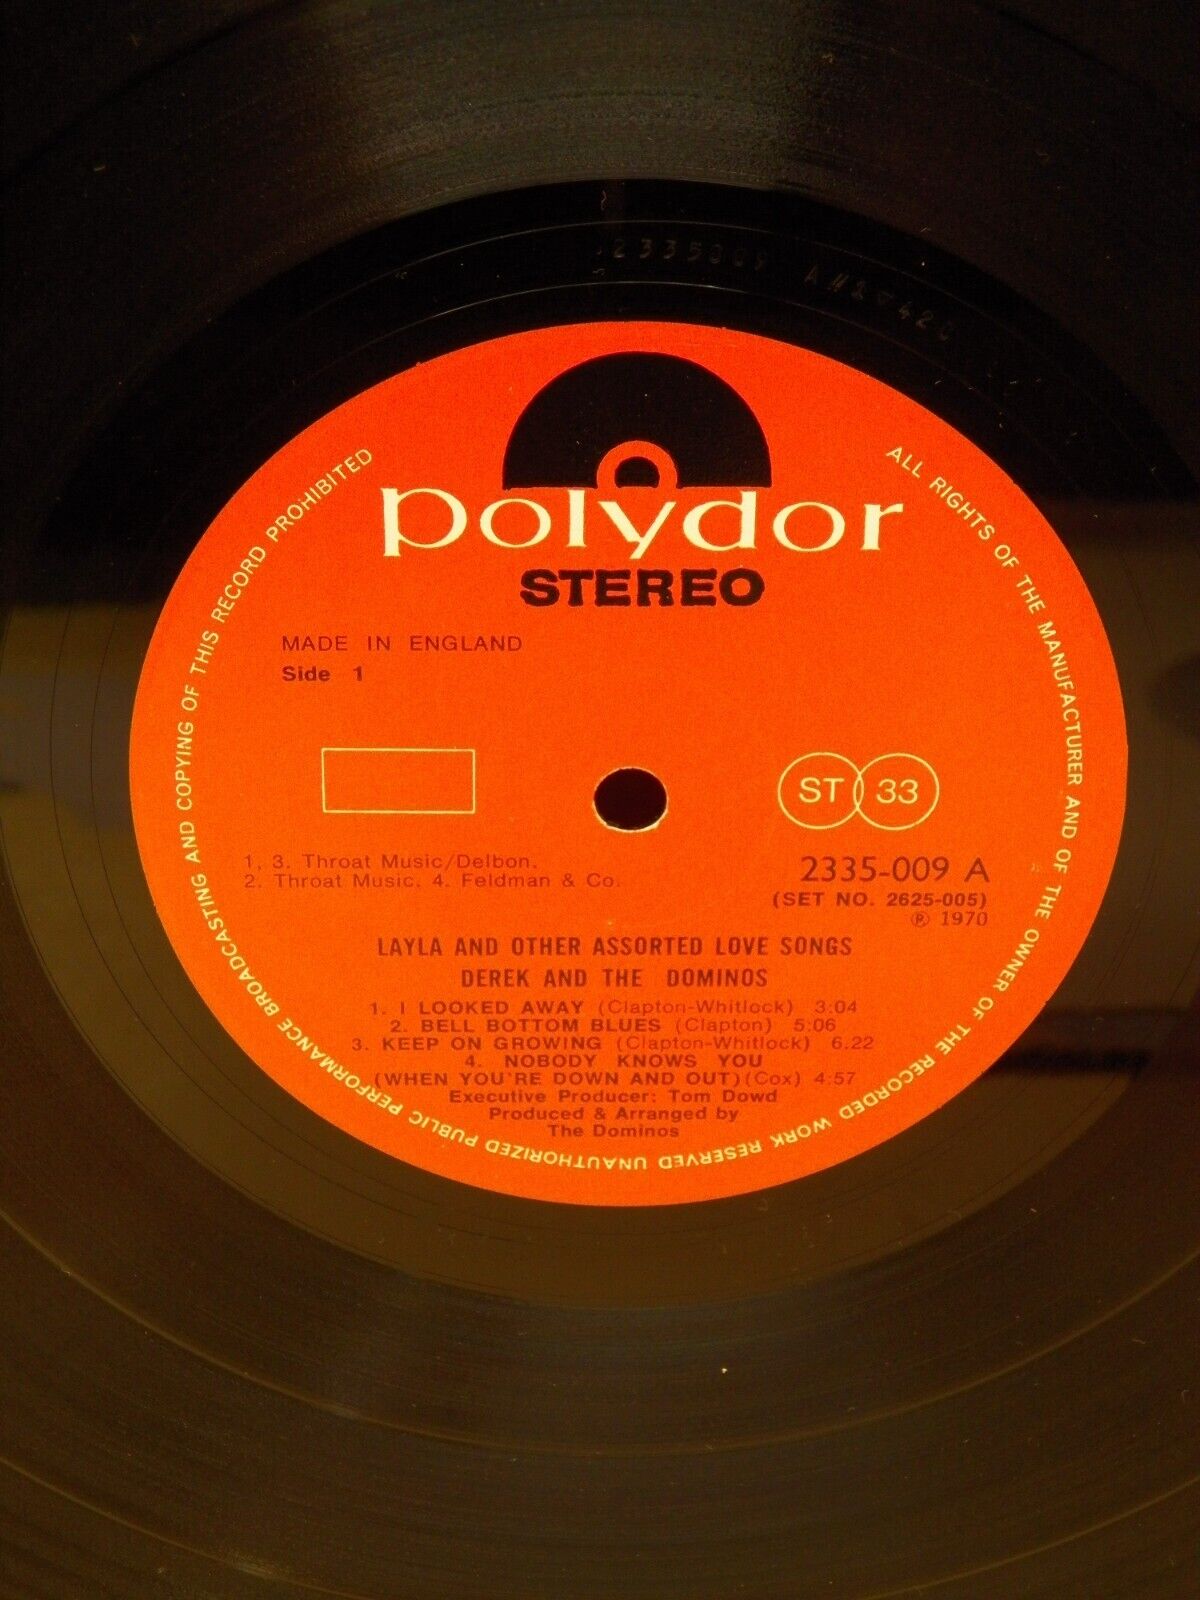 2335009 A
polydor
STEREO
MADE IN ENGLAND
Side 1
ST 33
1, 3. Throat Music/Delbon.
2. Throat Music. 4. Feldman & Co.
2335-009 A
(SET NO. 2625-005)
℗ 1970
LAYLA AND OTHER ASSORTED LOVE SONGS
DEREK AND THE DOMINOS
1. I LOOKED AWAY (Clapton-Whitlock) 3:04
2. BELL BOTTOM BLUES (Clapton) 5:06
3. KEEP ON GROWING (Clapton-Whitlock) 6.22
4. NOBODY KNOWS YOU
(WHEN YOU'RE DOWN AND OUT) (Cox) 4:57
Executive Producer: Tom Dowd
Produced & Arranged by
The Dominos
ALL RIGHTS OF THE MANUFACTURER AND OF THE OWNER OF THE RECORDED WORK RESERVED UNAUTHORIZED PUBLIC PERFORMANCE BROADCASTING AND COPYING OF THIS RECORD PROHIBITED